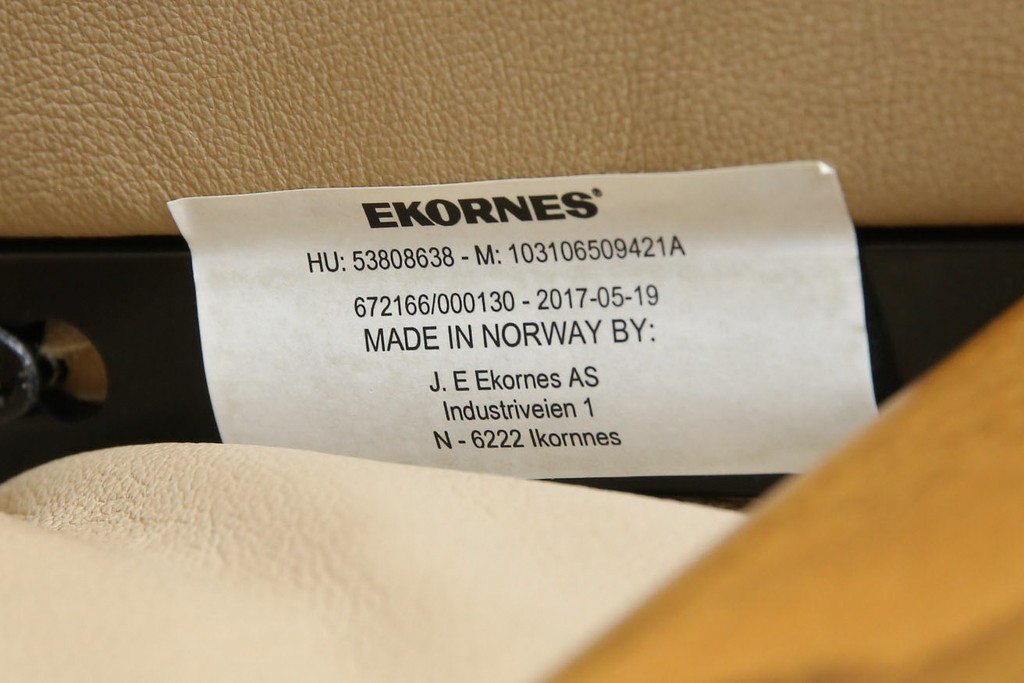 EKORNES®
HU: 53808638 - M: 103106509421A
672166/000130 - 2017-05-19
MADE IN NORWAY BY:
J. E Ekornes AS
Industriveien 1
N - 6222 Ikornnes